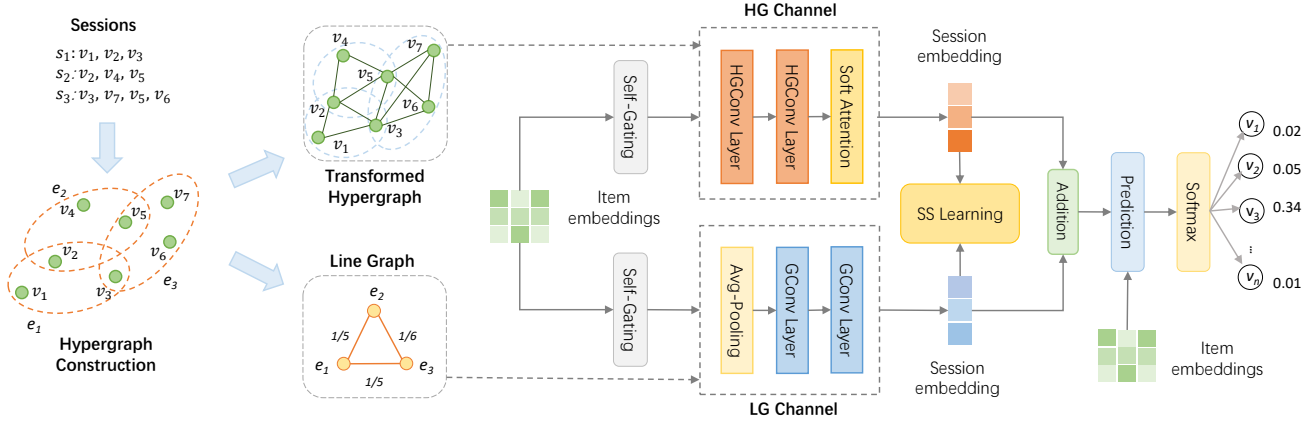 Sessions
s1: v1, v2, v3
s2: v2, v4, v5
s3: v3, v7, v5, v6
e2
v4
v7
v5
v2
v6
v1
v3
e3
e1
Hypergraph
Construction
v4
v7
v5
v2
v6
v3
v1
Transformed
Hypergraph
Line Graph
e2
1/5
1/6
e1
e3
1/5
Item
embeddings
Self-Gating
Self-Gating
HG Channel
HGConv Layer
HGConv Layer
Soft Attention
Avg-Pooling
GConv Layer
GConv Layer
LG Channel
Session
embedding
SS Learning
Session
embedding
Addition
Prediction
Softmax
v1 0.02
v2 0.05
v3 0.34
...
vn 0.01
Item
embeddings